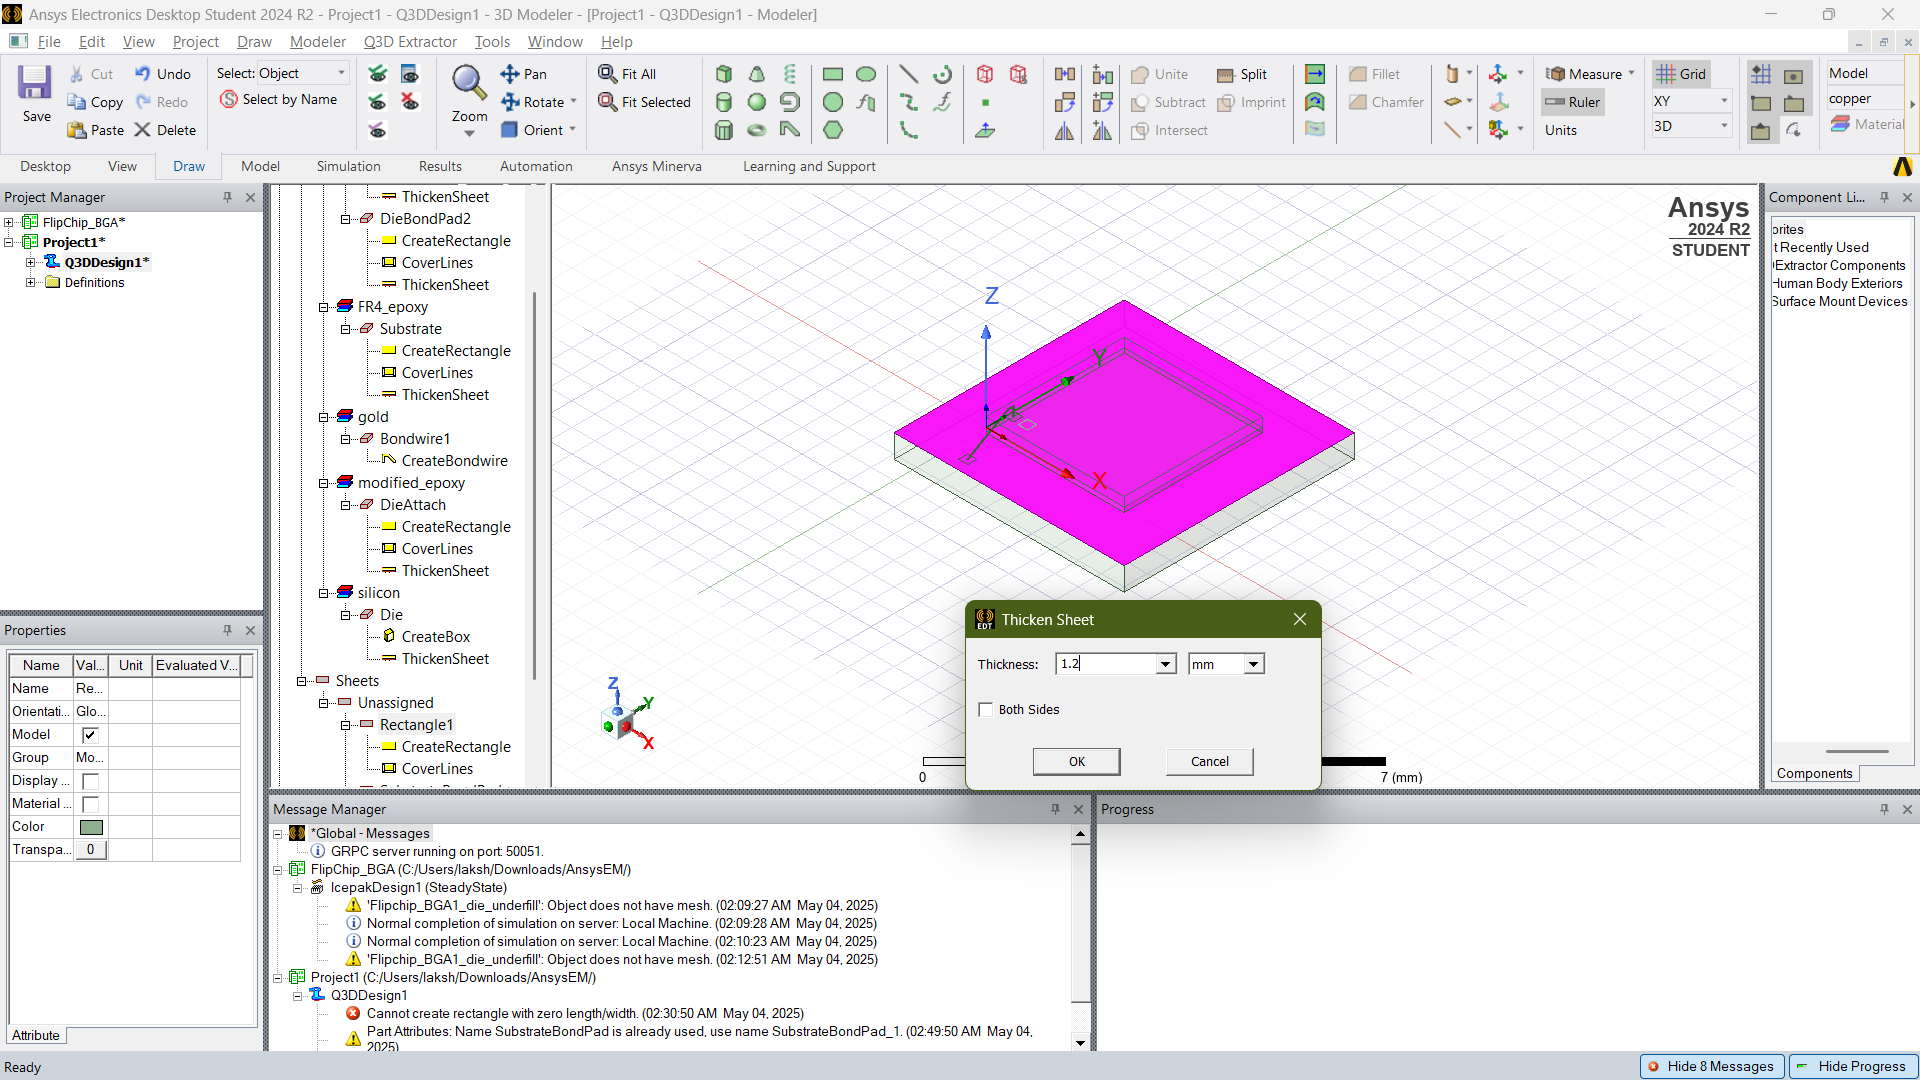 Ansys Electronics Desktop Student 2024 R2 - Project1 - Q3DDesign1 - 3D Modeler - [Project1 - Q3DDesign1 - Modeler]
File Edit View Project Draw Modeler Q3D Extractor Tools Window Help
Save
Cut
Copy
Paste
Undo
Redo
Delete
Select: Object
Select by Name
Zoom
Pan
Rotate
Orient
Fit All
Fit Selected
Unite
Subtract
Intersect
Split
Imprint
Fillet
Chamfer
Measure
Ruler
Units
Grid
XY
3D
Model
copper
Material
Desktop View Draw Model Simulation Results Automation Ansys Minerva Learning and Support
Project Manager
FlipChip_BGA*
Project1*
Q3DDesign1*
Definitions
Properties
Name Val... Unit Evaluated V...
Name Re...
Orientati... Glo...
Model
Group Mo...
Display ...
Material ...
Color
Transpa... 0
Attribute
ThickenSheet
DieBondPad2
CreateRectangle
CoverLines
ThickenSheet
FR4_epoxy
Substrate
CreateRectangle
CoverLines
ThickenSheet
gold
Bondwire1
CreateBondwire
modified_epoxy
DieAttach
CreateRectangle
CoverLines
ThickenSheet
silicon
Die
CreateBox
ThickenSheet
Sheets
Unassigned
Rectangle1
CreateRectangle
CoverLines
Ansys
2024 R2
STUDENT
Z
Y
X
Z
Y
X
0
7 (mm)
EDT
Thicken Sheet
Thickness: 1.2 mm
Both Sides
OK Cancel
Component Li...
orites
t Recently Used
Extractor Components
Human Body Exteriors
Surface Mount Devices
Components
Message Manager
*Global - Messages
GRPC server running on port: 50051.
FlipChip_BGA (C:/Users/laksh/Downloads/AnsysEM/)
IcepakDesign1 (SteadyState)
'Flipchip_BGA1_die_underfill': Object does not have mesh. (02:09:27 AM May 04, 2025)
Normal completion of simulation on server: Local Machine. (02:09:28 AM May 04, 2025)
Normal completion of simulation on server: Local Machine. (02:10:23 AM May 04, 2025)
'Flipchip_BGA1_die_underfill': Object does not have mesh. (02:12:51 AM May 04, 2025)
Project1 (C:/Users/laksh/Downloads/AnsysEM/)
Q3DDesign1
Cannot create rectangle with zero length/width. (02:30:50 AM May 04, 2025)
Part Attributes: Name SubstrateBondPad is already used, use name SubstrateBondPad_1. (02:49:50 AM May 04,
2025)
Progress
Ready
Hide 8 Messages
Hide Progress